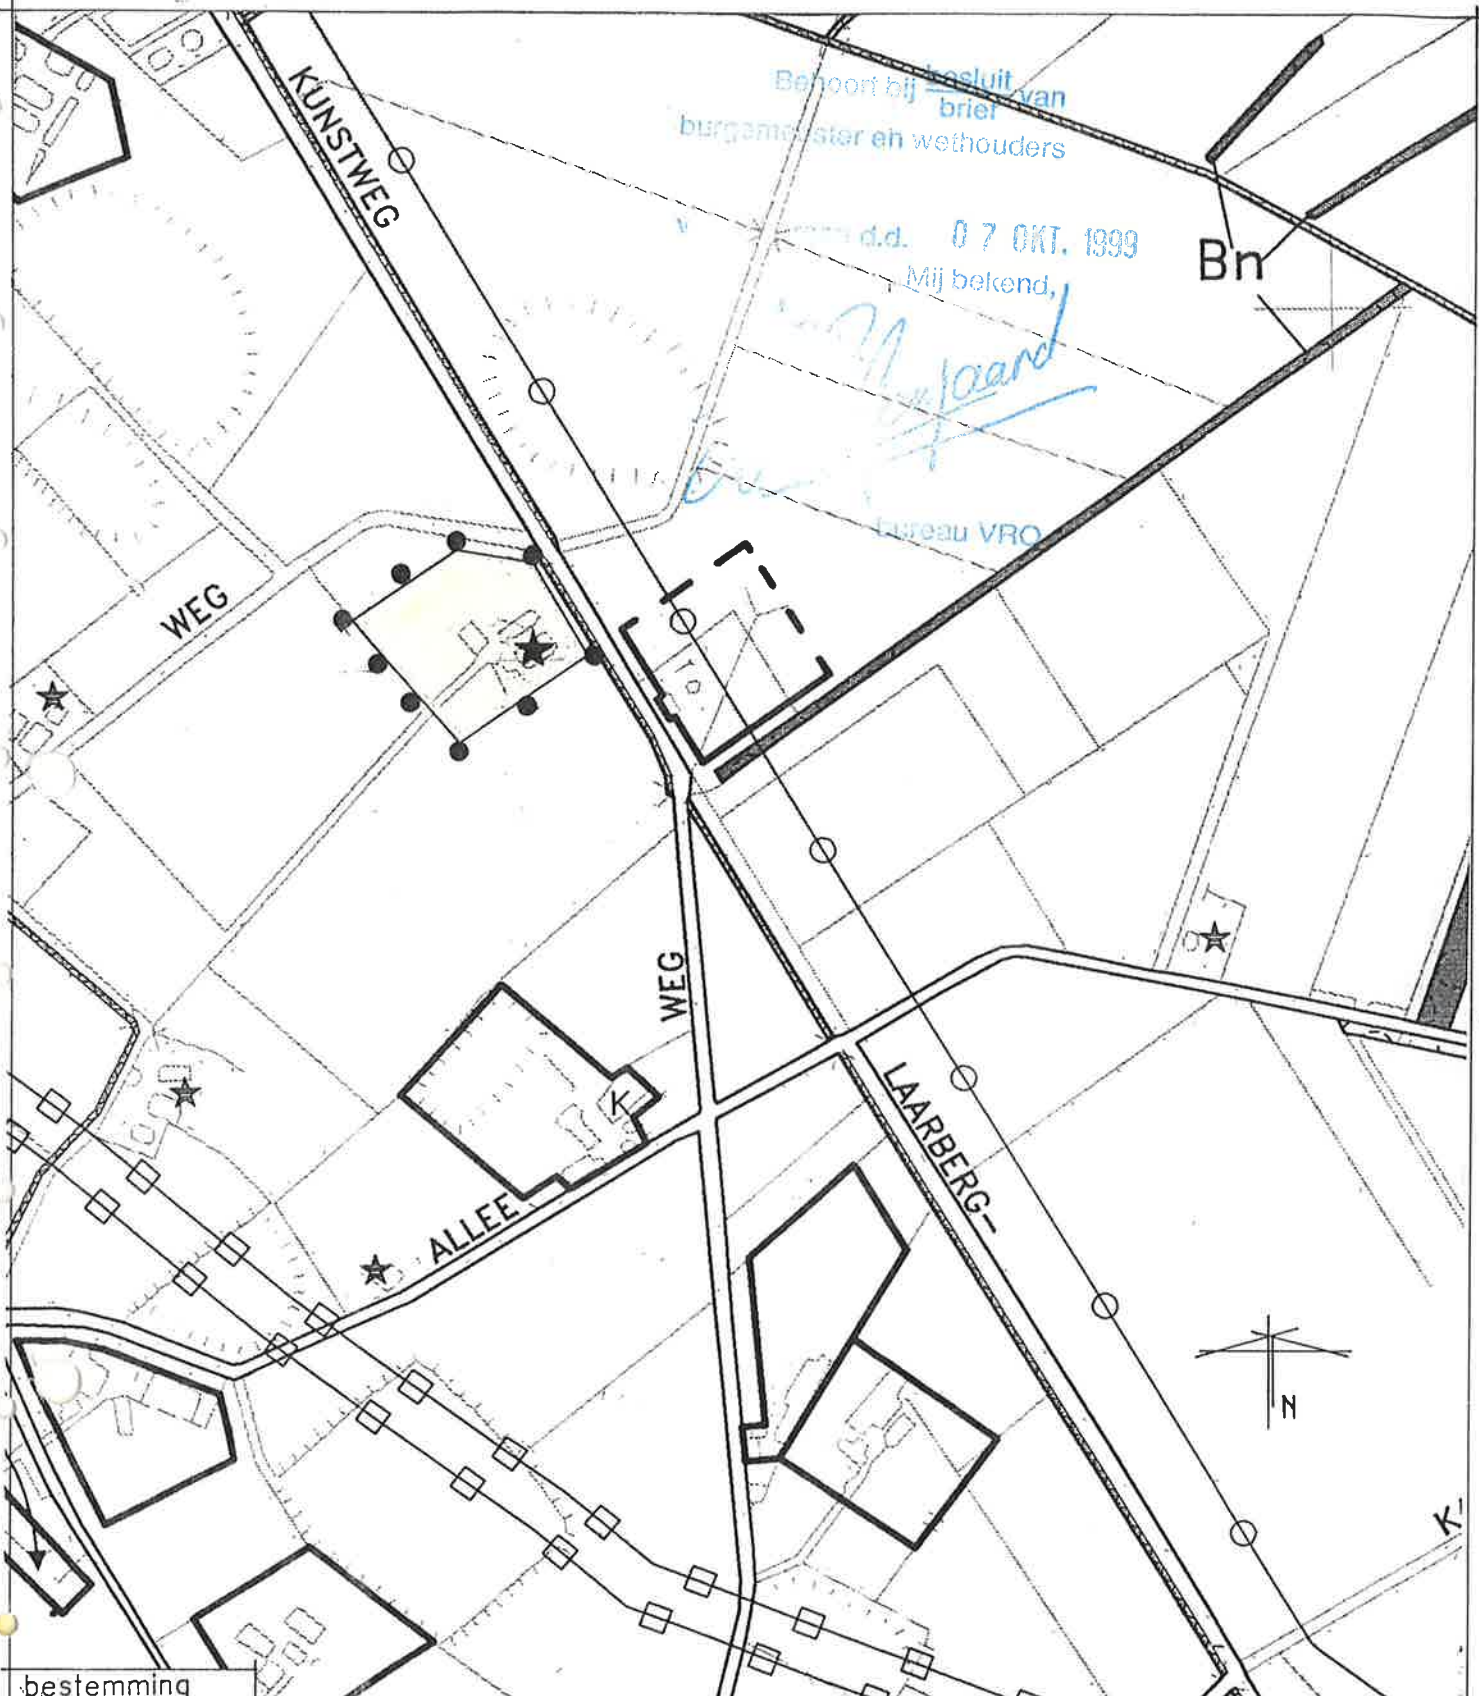 KUNSTWEG
Behoort bij besluit van
brief
burgemeester en wethouders
d.d. 07 OKT. 1999
Mij bekend,
Bn
bureau VRO
WEG
WEG
K
LAARBERG-
ALLEE
N
K
bestemming